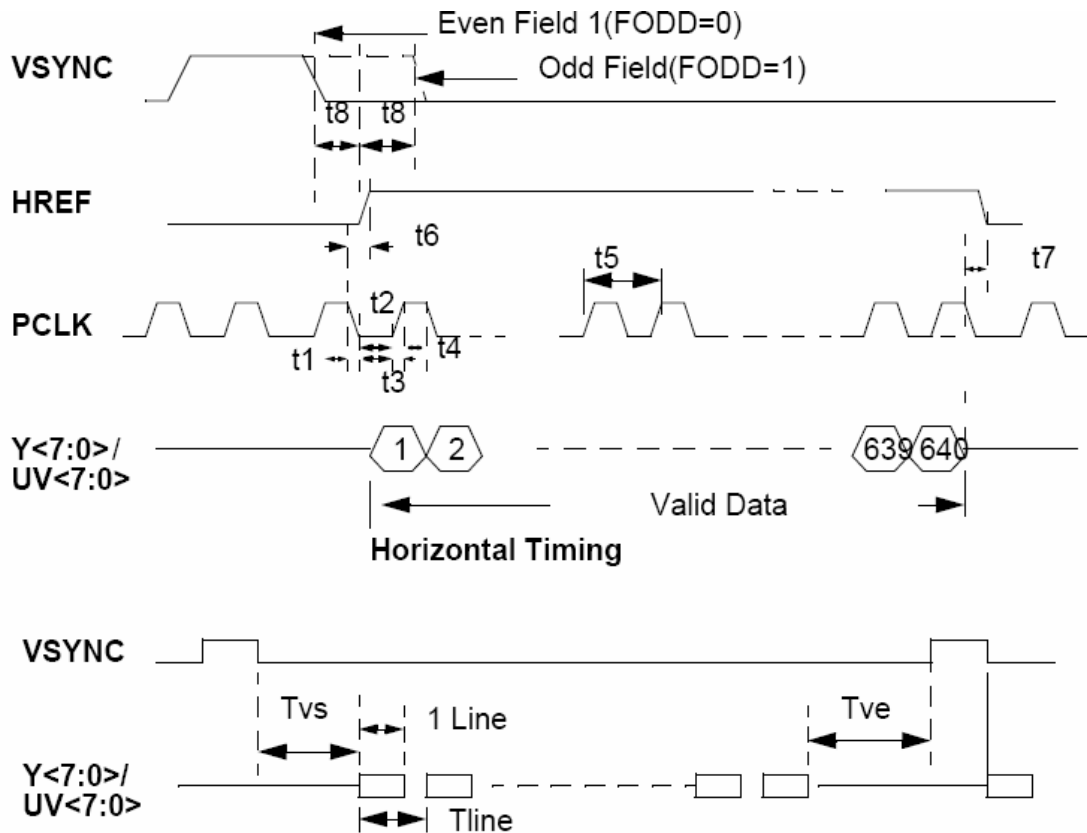 Even Field 1(FODD=0)
VSYNC
Odd Field(FODD=1)
t8 t8
HREF
t6
t5
t7
t2
PCLK
t1
t4
t3
Y<7:0>/
UV<7:0>
1 2
639 640
Valid Data
Horizontal Timing
VSYNC
Tvs
1 Line
Tve
Y<7:0>/
UV<7:0>
Tline